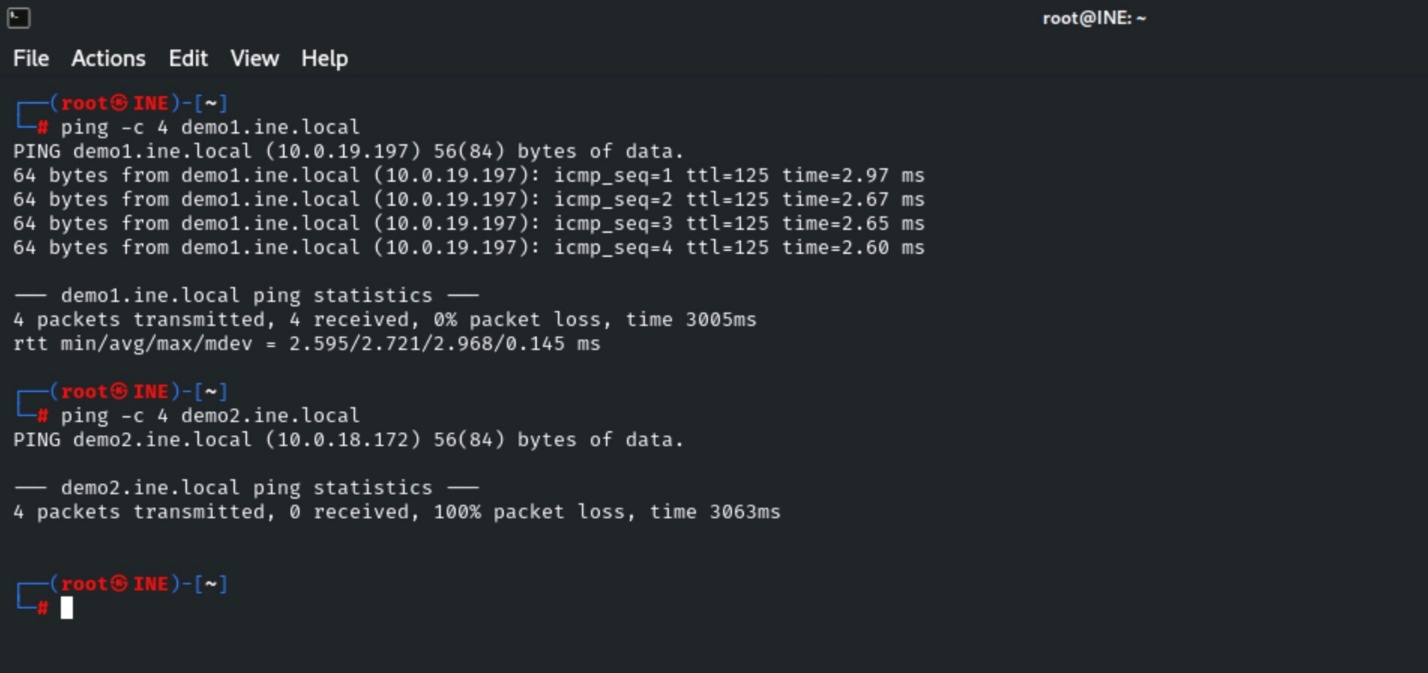 root@INE: ~
File Actions Edit View Help
┌──(root㉿INE)-[~]
└─# ping -c 4 demo1.ine.local
PING demo1.ine.local (10.0.19.197) 56(84) bytes of data.
64 bytes from demo1.ine.local (10.0.19.197): icmp_seq=1 ttl=125 time=2.97 ms
64 bytes from demo1.ine.local (10.0.19.197): icmp_seq=2 ttl=125 time=2.67 ms
64 bytes from demo1.ine.local (10.0.19.197): icmp_seq=3 ttl=125 time=2.65 ms
64 bytes from demo1.ine.local (10.0.19.197): icmp_seq=4 ttl=125 time=2.60 ms
--- demo1.ine.local ping statistics ---
4 packets transmitted, 4 received, 0% packet loss, time 3005ms
rtt min/avg/max/mdev = 2.595/2.721/2.968/0.145 ms
┌──(root㉿INE)-[~]
└─# ping -c 4 demo2.ine.local
PING demo2.ine.local (10.0.18.172) 56(84) bytes of data.
--- demo2.ine.local ping statistics ---
4 packets transmitted, 0 received, 100% packet loss, time 3063ms
┌──(root㉿INE)-[~]
└─#